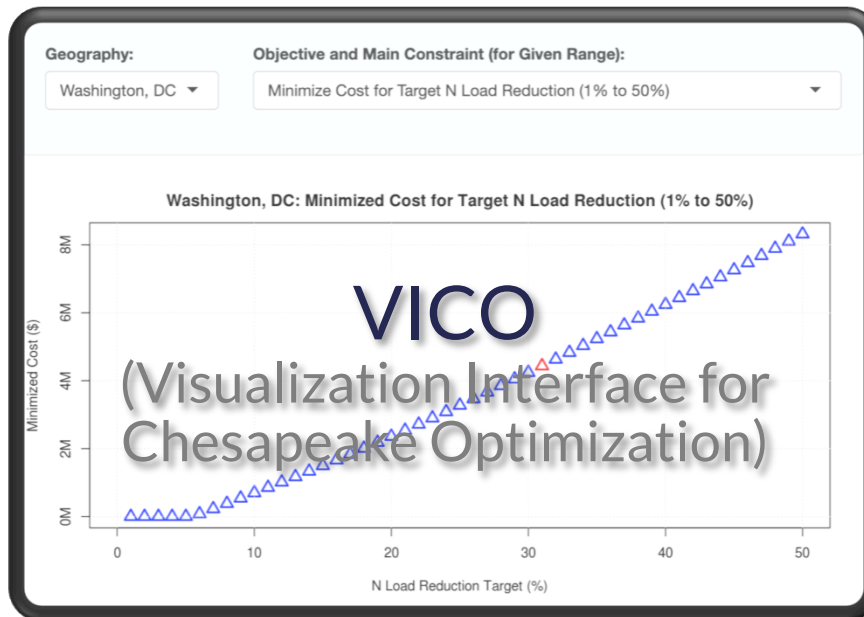 Geography:
Objective and Main Constraint (for Given Range):
Washington, DC
Minimize Cost for Target N Load Reduction (1% to 50%)
Washington, DC: Minimized Cost for Target N Load Reduction (1% to 50%)
8M
6M
4M
2M
0M
Minimized Cost ($)
VICO
(Visualization Interface for
Chesapeake Optimization)
0
10
20
30
40
50
N Load Reduction Target (%)